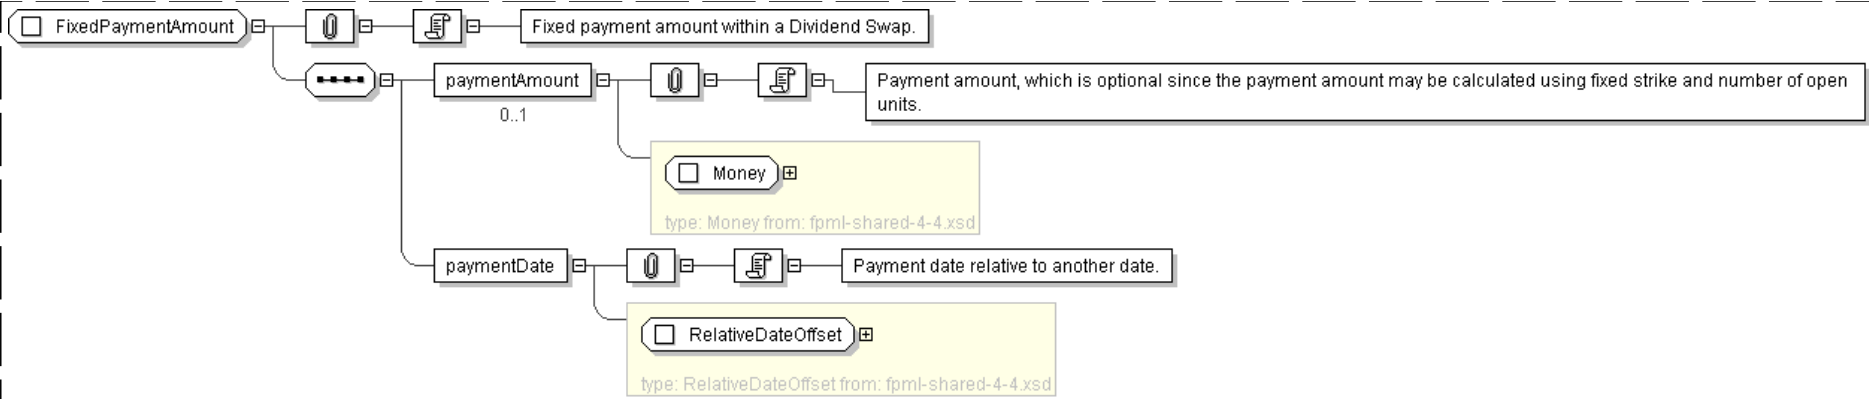 FixedPaymentAmount
Fixed payment amount within a Dividend Swap.
paymentAmount
Payment amount, which is optional since the payment amount may be calculated using fixed strike and number of open
units.
0..1
Money
type: Money from: fpml-shared-4-4.xsd
paymentDate
Payment date relative to another date.
RelativeDateOffset
type: RelativeDateOffset from: fpml-shared-4-4.xsd